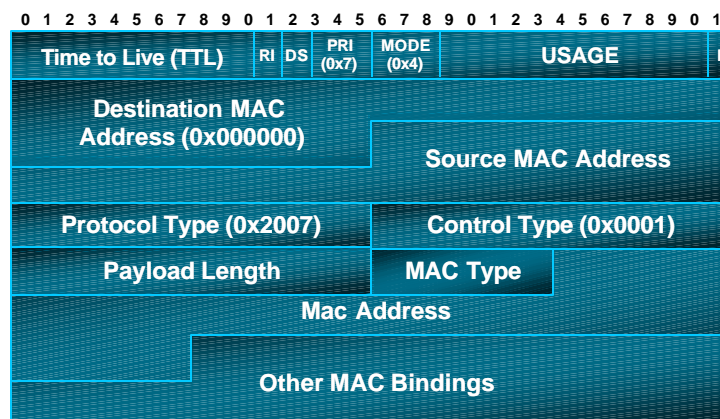 0 1 2 3 4 5 6 7 8 9 0 1 2 3 4 5 6 7 8 9 0 1 2 3 4 5 6 7 8 9 0 1
Time to Live (TTL) RI DS PRI (0x7) MODE (0x4) USAGE
Destination MAC
Address (0x000000)
Source MAC Address
Protocol Type (0x2007) Control Type (0x0001)
Payload Length MAC Type
Mac Address
Other MAC Bindings